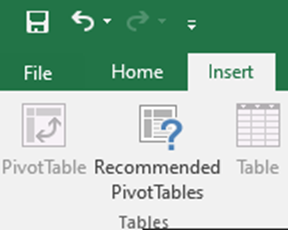 File Home Insert
PivotTable Recommended Table
PivotTables
Tables